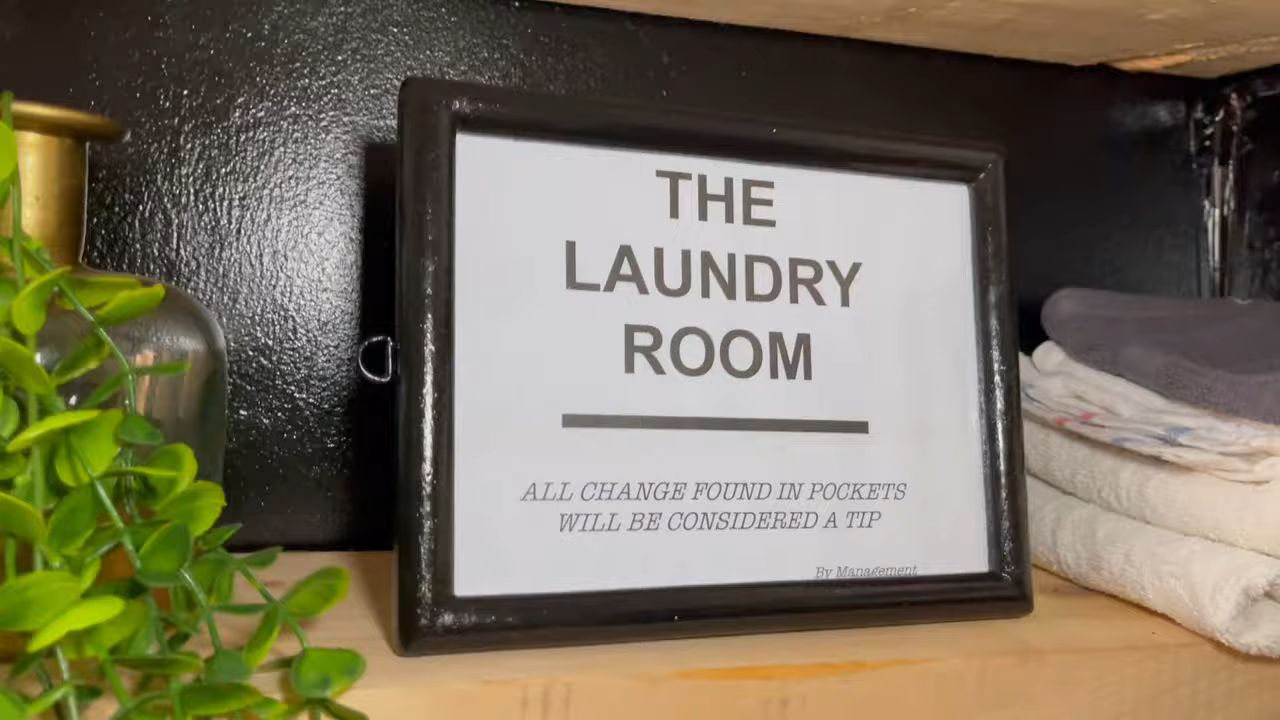 THE
LAUNDRY
ROOM
ALL CHANGE FOUND IN POCKETS
WILL BE CONSIDERED A TIP
By Management